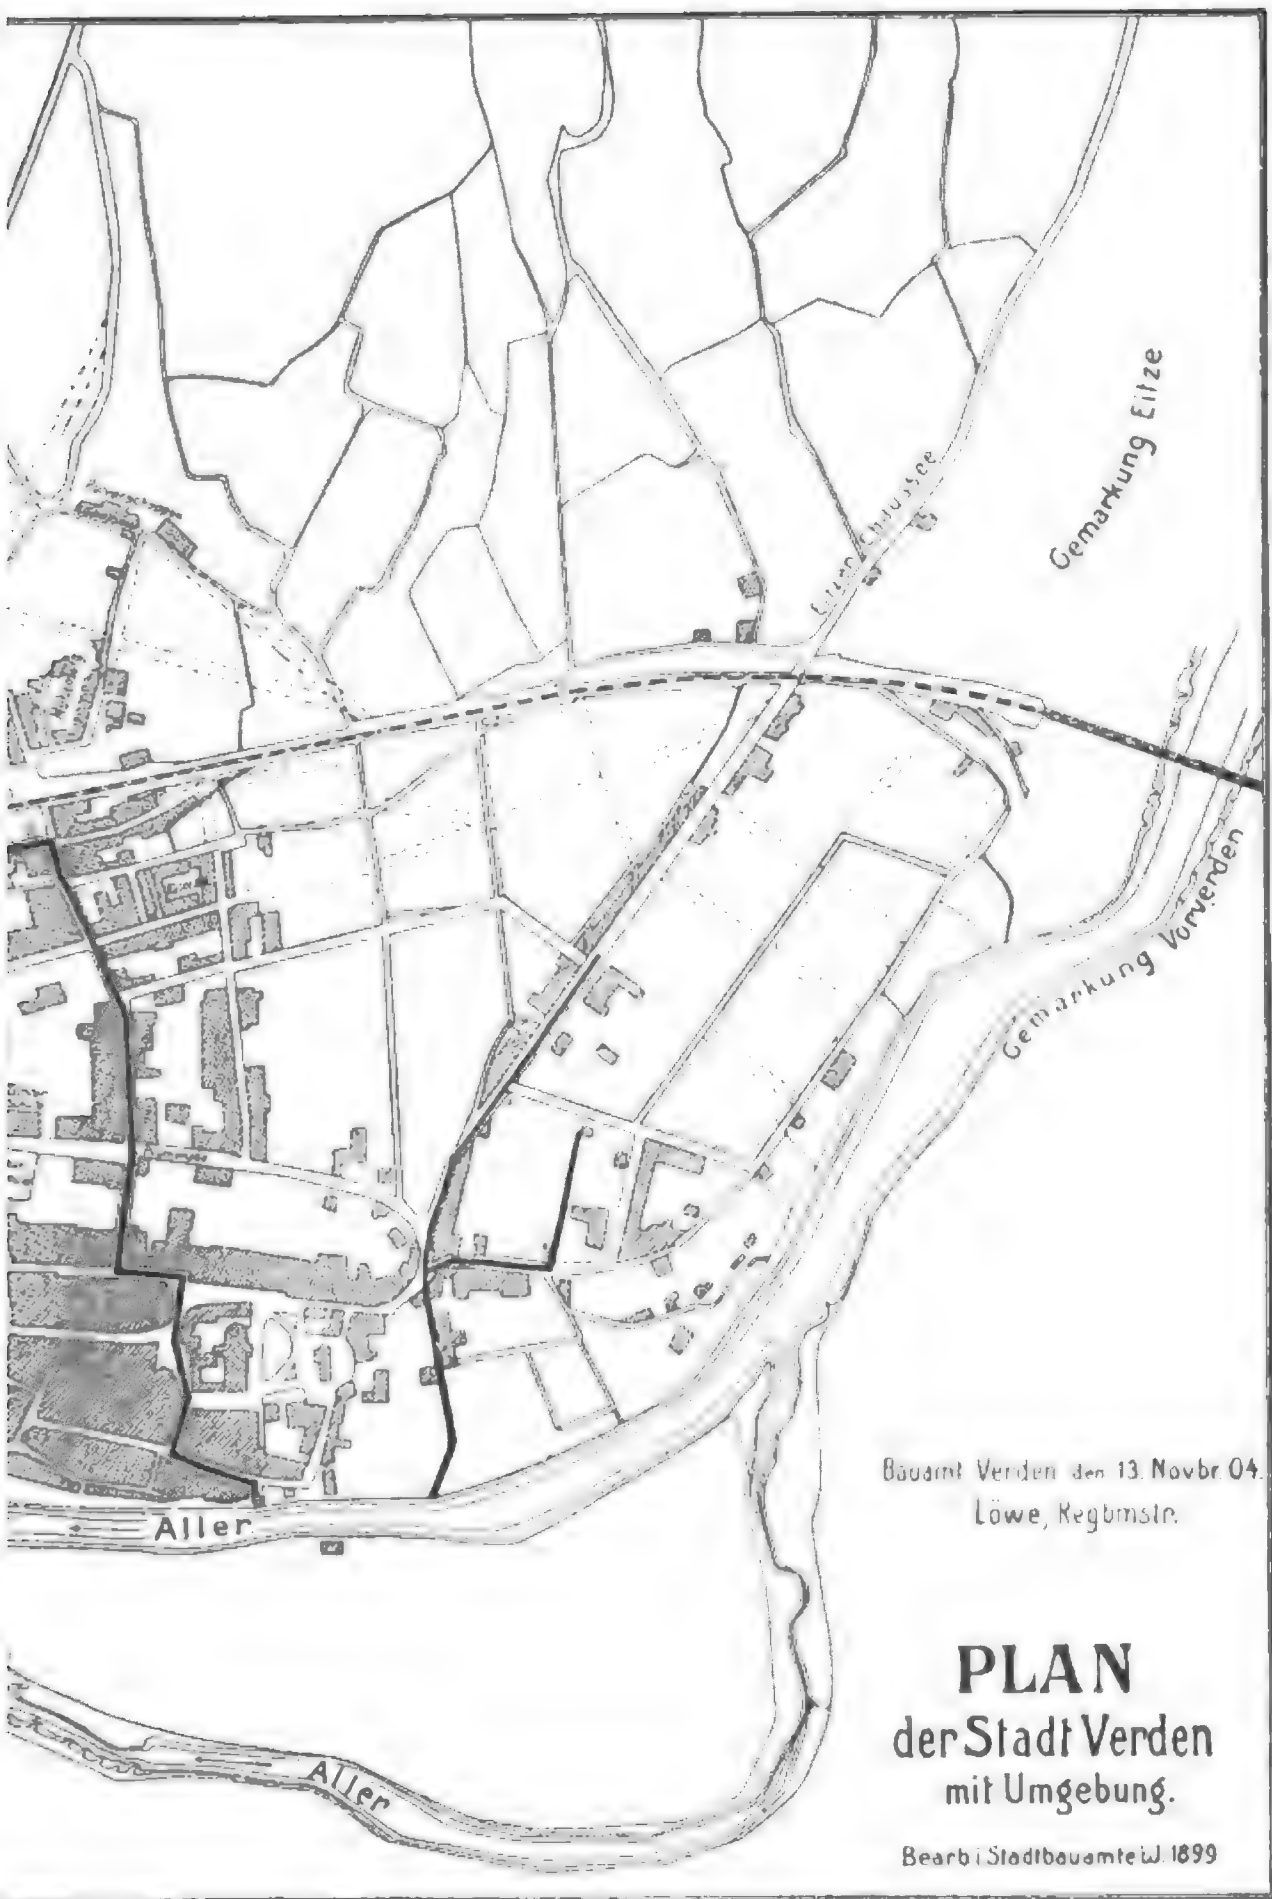 Gemarkung Eitze
Chaussee
Gemarkung Vorverden
Aller
Bauamt Verden den 13. Novbr. 04.
Löwe, Regbmstr.
PLAN
der Stadt Verden
mit Umgebung.
Aller
Bearb i Stadtbauamte i.J. 1899